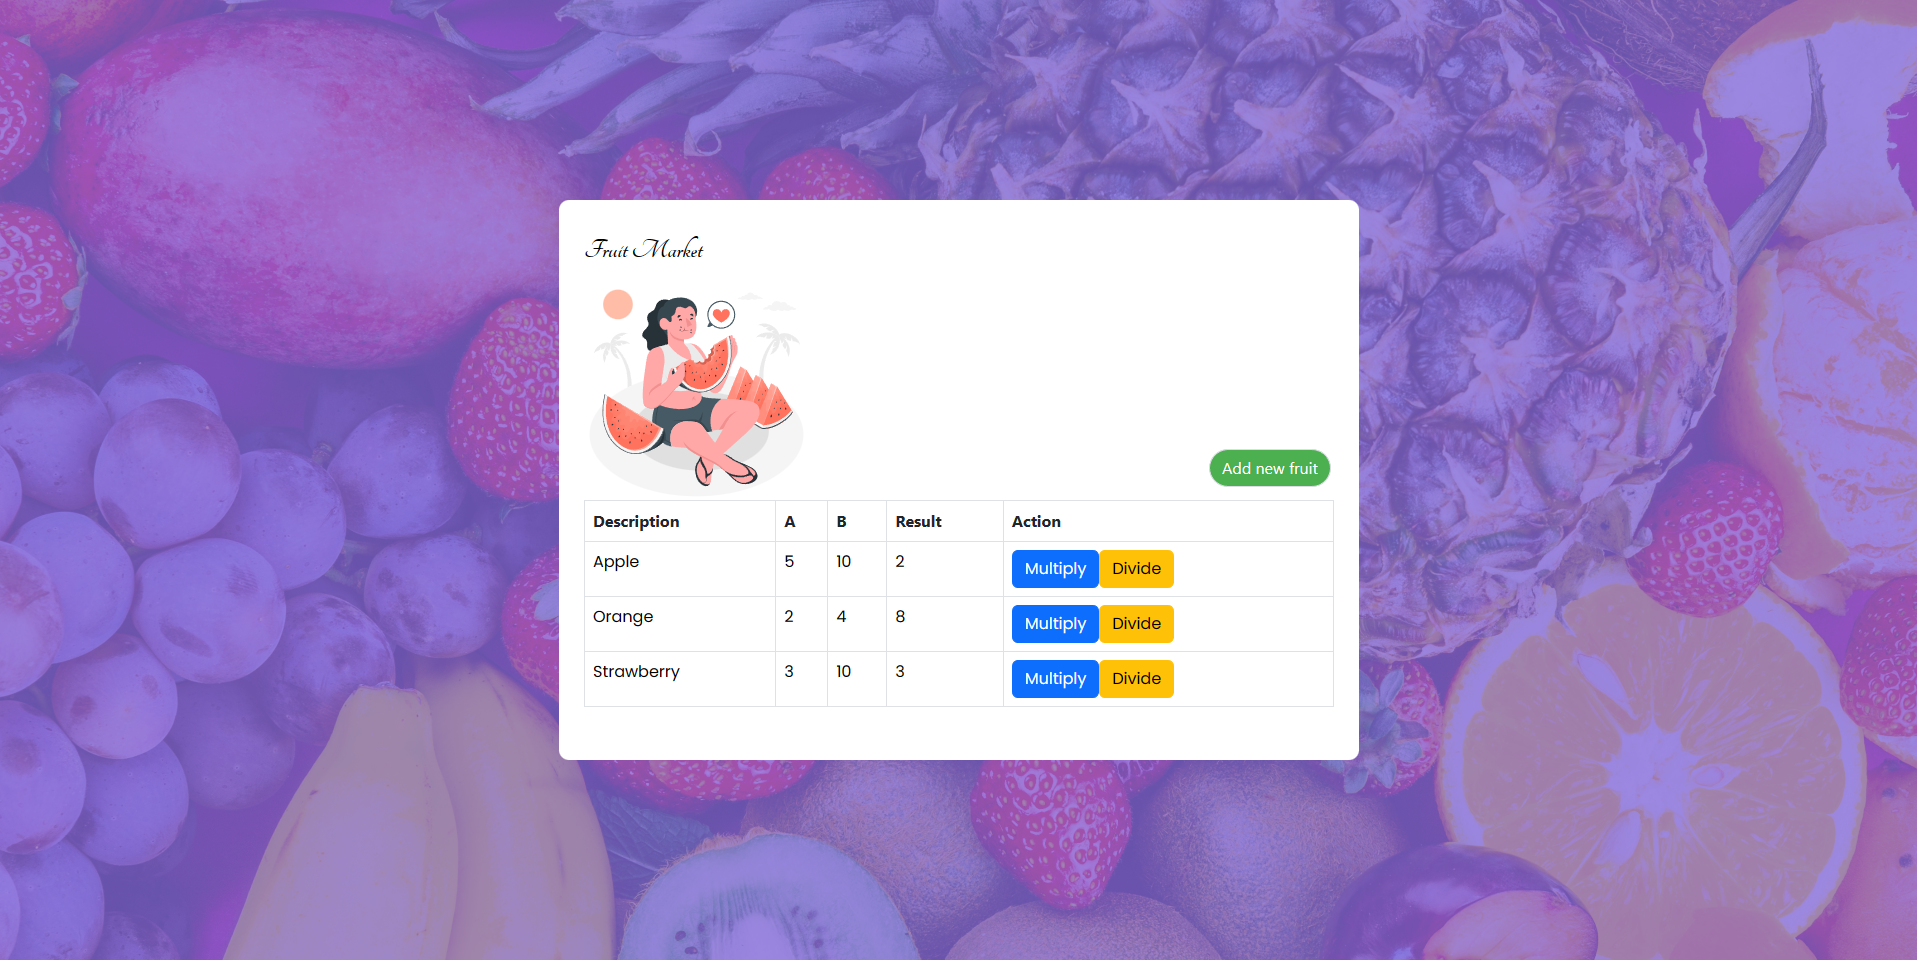 Fruit Market
Add new fruit
Description A B Result Action
Apple 5 10 2 Multiply Divide
Orange 2 4 8 Multiply Divide
Strawberry 3 10 3 Multiply Divide